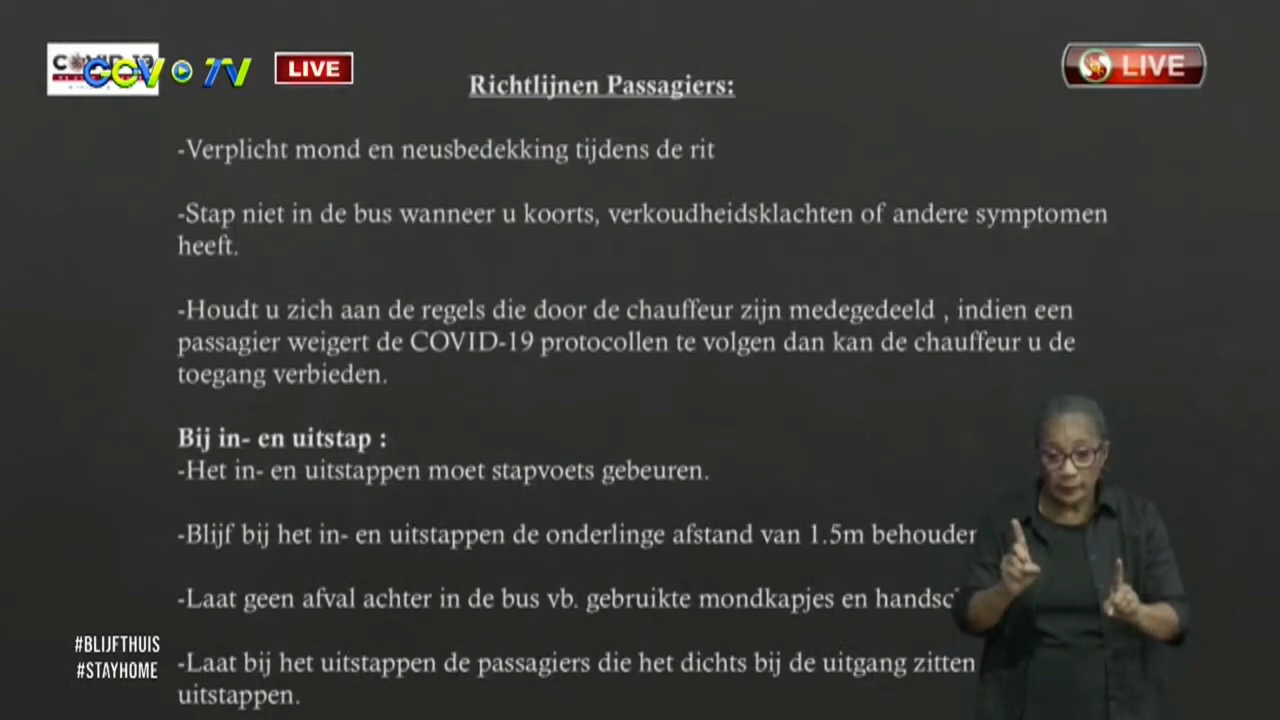 COVID-19
GOV TV
LIVE
LIVE
Richtlijnen Passagiers:
-Verplicht mond en neusbedekking tijdens de rit
-Stap niet in de bus wanneer u koorts, verkoudheidsklachten of andere symptomen
heeft.
-Houdt u zich aan de regels die door de chauffeur zijn medegedeeld , indien een
passagier weigert de COVID-19 protocollen te volgen dan kan de chauffeur u de
toegang verbieden.
Bij in- en uitstap :
-Het in- en uitstappen moet stapvoets gebeuren.
-Blijf bij het in- en uitstappen de onderlinge afstand van 1.5m
-Laat geen afval achter in de bus vb. gebruikte mondkapjes en
-Laat bij het uitstappen de passagiers die het dichts bij de uitgang zitten
uitstappen.
#BLIJFTHUIS
#STAYHOME